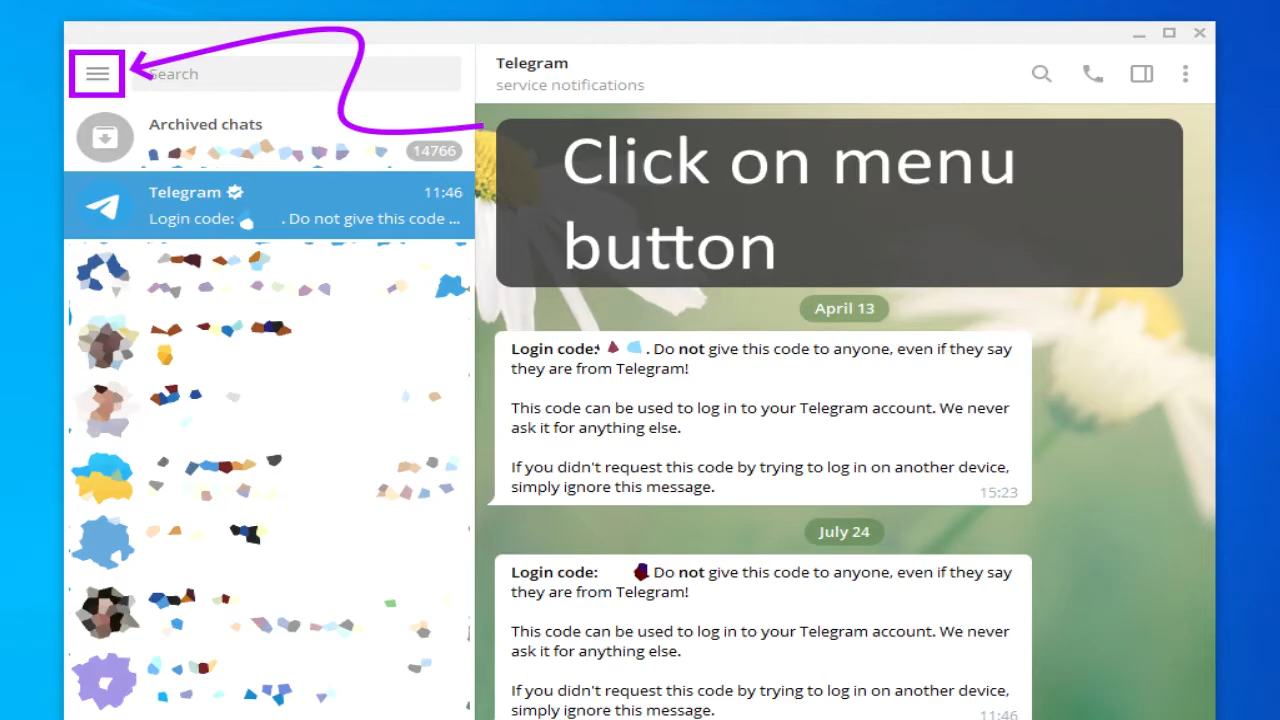 Search
Archived chats
14766
Telegram
11:46
Login code: . Do not give this code ...
Telegram
service notifications
Click on menu
button
April 13
Login code: . Do not give this code to anyone, even if they say
they are from Telegram!
This code can be used to log in to your Telegram account. We never
ask it for anything else.
If you didn't request this code by trying to log in on another device,
simply ignore this message.
15:23
July 24
Login code: . Do not give this code to anyone, even if they say
they are from Telegram!
This code can be used to log in to your Telegram account. We never
ask it for anything else.
If you didn't request this code by trying to log in on another device,
simply ignore this message.
11:46